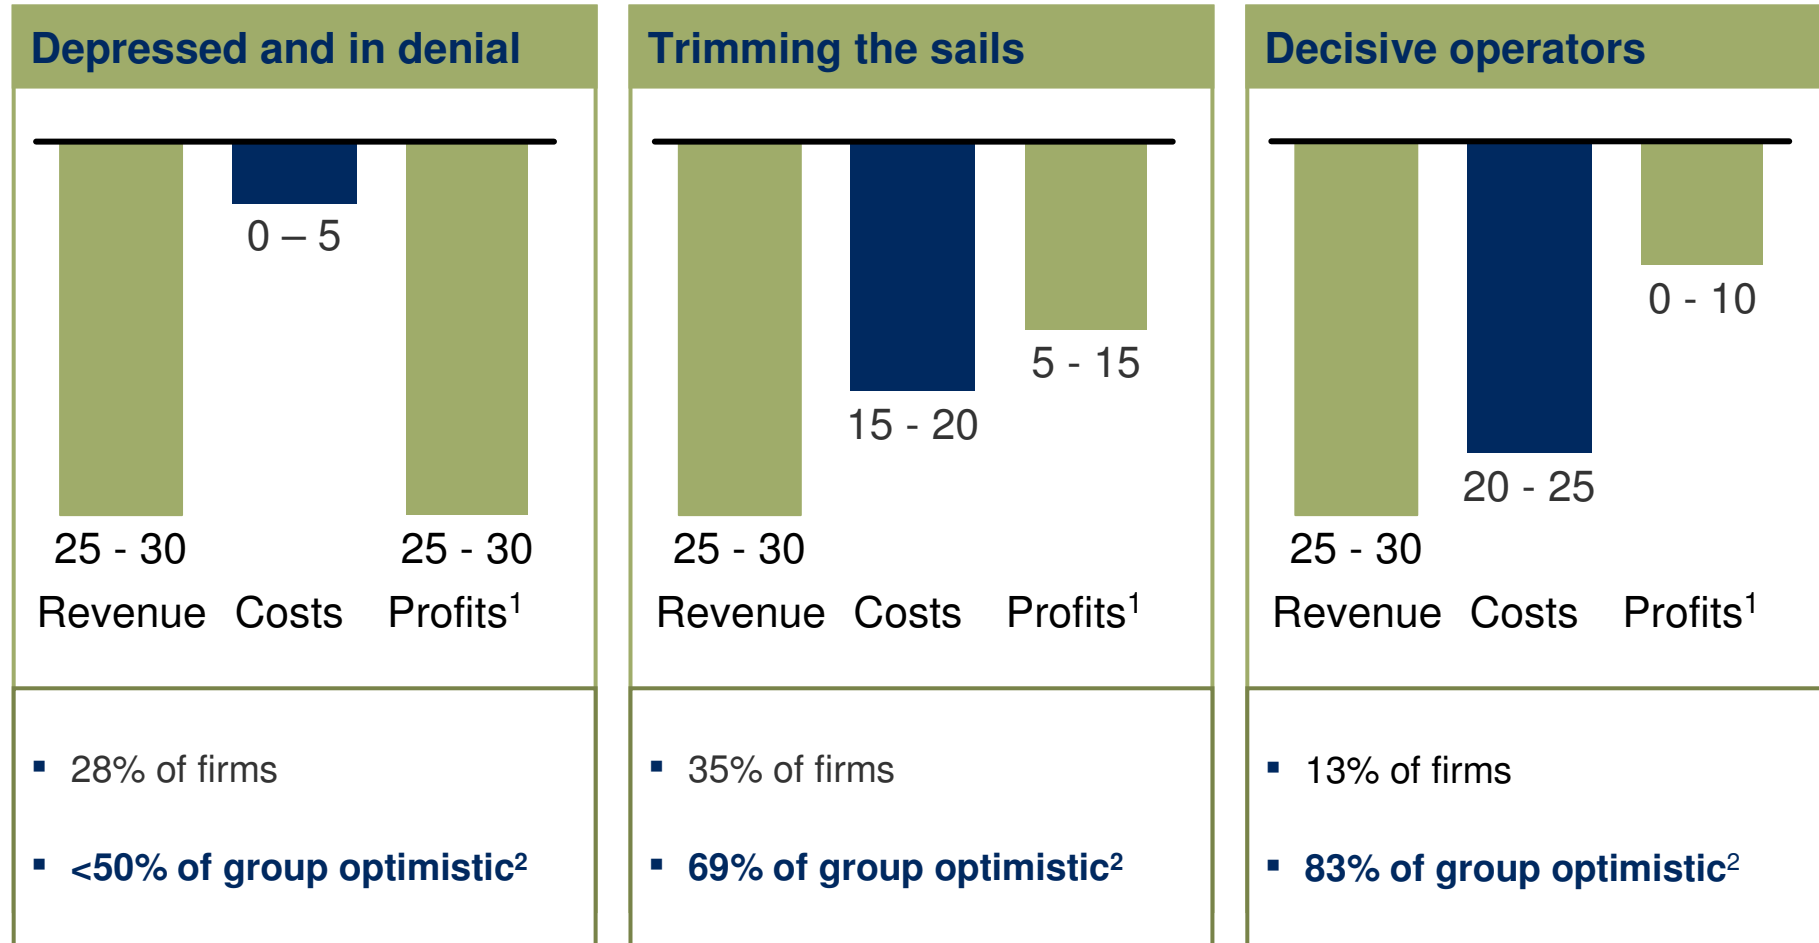 Depressed and in denial
0 – 5
25 - 30
25 - 30
Revenue Costs Profits¹
▪ 28% of firms
▪ <50% of group optimistic²
Trimming the sails
5 - 15
15 - 20
25 - 30
Revenue Costs Profits¹
▪ 35% of firms
▪ 69% of group optimistic²
Decisive operators
0 - 10
20 - 25
25 - 30
Revenue Costs Profits¹
▪ 13% of firms
▪ 83% of group optimistic²